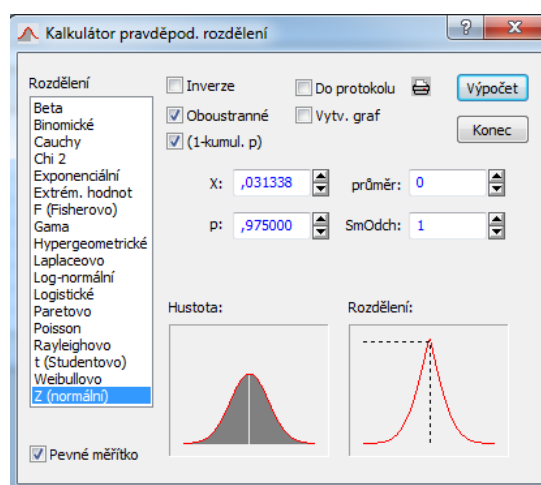 Kalkulátor pravděpod. rozdělení
?
X
Rozdělení
Beta
Binomické
Cauchy
Chi 2
Exponenciální
Extrém. hodnot
F (Fisherovo)
Gama
Hypergeometrické
Laplaceovo
Log-normální
Logistické
Paretovo
Poisson
Rayleighovo
t (Studentovo)
Weibullovo
Z (normální)
Pevné měřítko
Inverze
Do protokolu
Oboustranné
Vytv. graf
(1-kumul. p)
Výpočet
Konec
X: ,031338 průměr: 0
p: ,975000 SmOdch: 1
Hustota: Rozdělení: